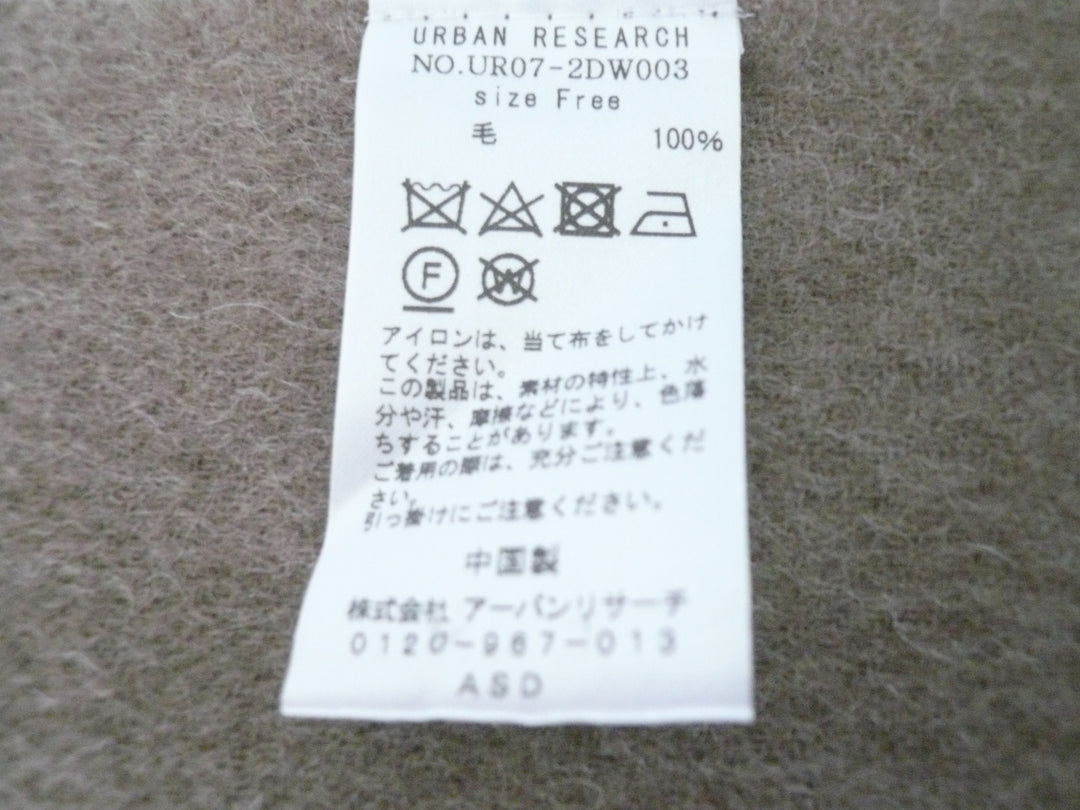 URBAN RESEARCH
NO.UR07-2DW003
size Free
毛 100%
F W
アイロンは、当て布をしてかけ
てください。
この製品は、素材の特性上、水
分や汗、摩擦などにより、色落
ちすることがあります。
ご着用の際は、充分ご注意くだ
さい。
引っ掛けにご注意ください。
中国製
株式会社 アーバンリサーチ
0120-967-013
ASD